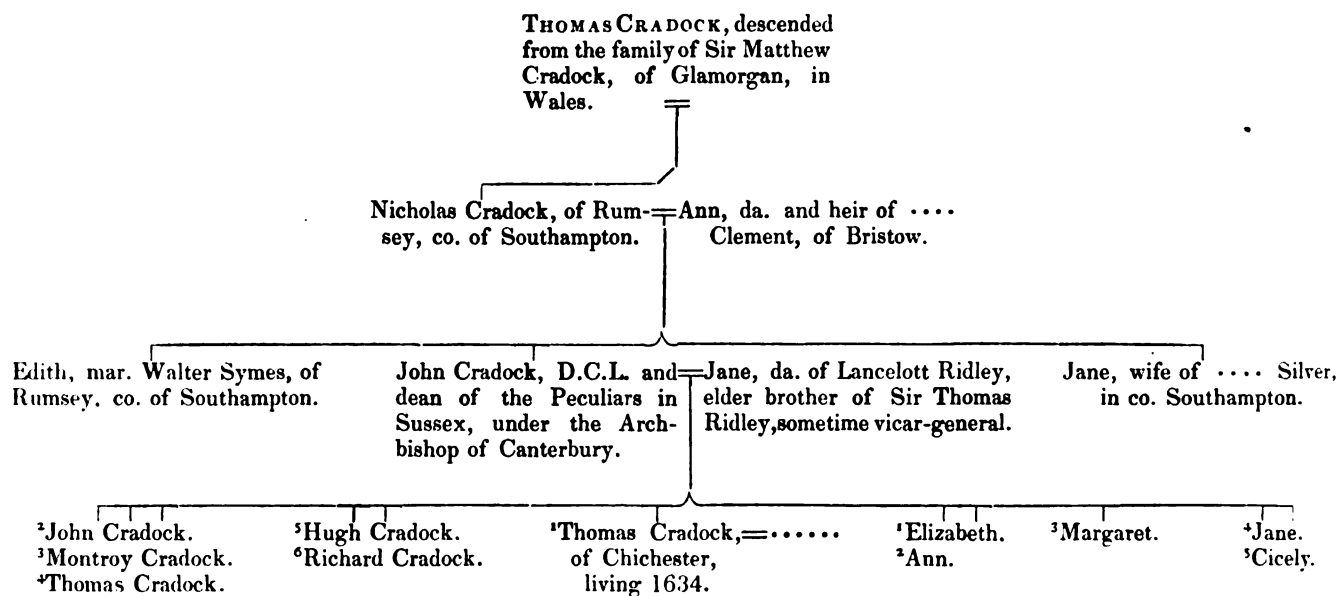 THOMAS CRADOCK, descended
from the family of Sir Matthew
Cradock, of Glamorgan, in
Wales.
Nicholas Cradock, of Rum-
sey, co. of Southampton.
Ann, da. and heir of ····
Clement, of Bristow.
Edith, mar. Walter Symes, of
Rumsey, co. of Southampton.
John Cradock, D.C.L. and
dean of the Peculiars in
Sussex, under the Arch-
bishop of Canterbury.
Jane, da. of Lancelott Ridley,
elder brother of Sir Thomas
Ridley,sometime vicar-general.
Jane, wife of ···· Silver,
in co. Southampton.
²John Cradock.
³Montroy Cradock.
⁴Thomas Cradock.
⁵Hugh Cradock.
⁶Richard Cradock.
¹Thomas Cradock,=······
of Chichester,
living 1634.
¹Elizabeth.
²Ann.
³Margaret.
⁴Jane.
⁵Cicely.